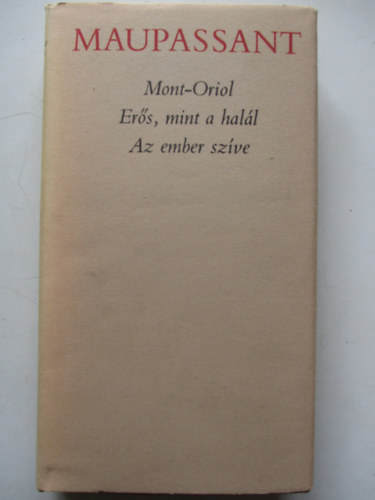 MAUPASSANT
Mont-Oriol
Erős, mint a halál
Az ember szíve